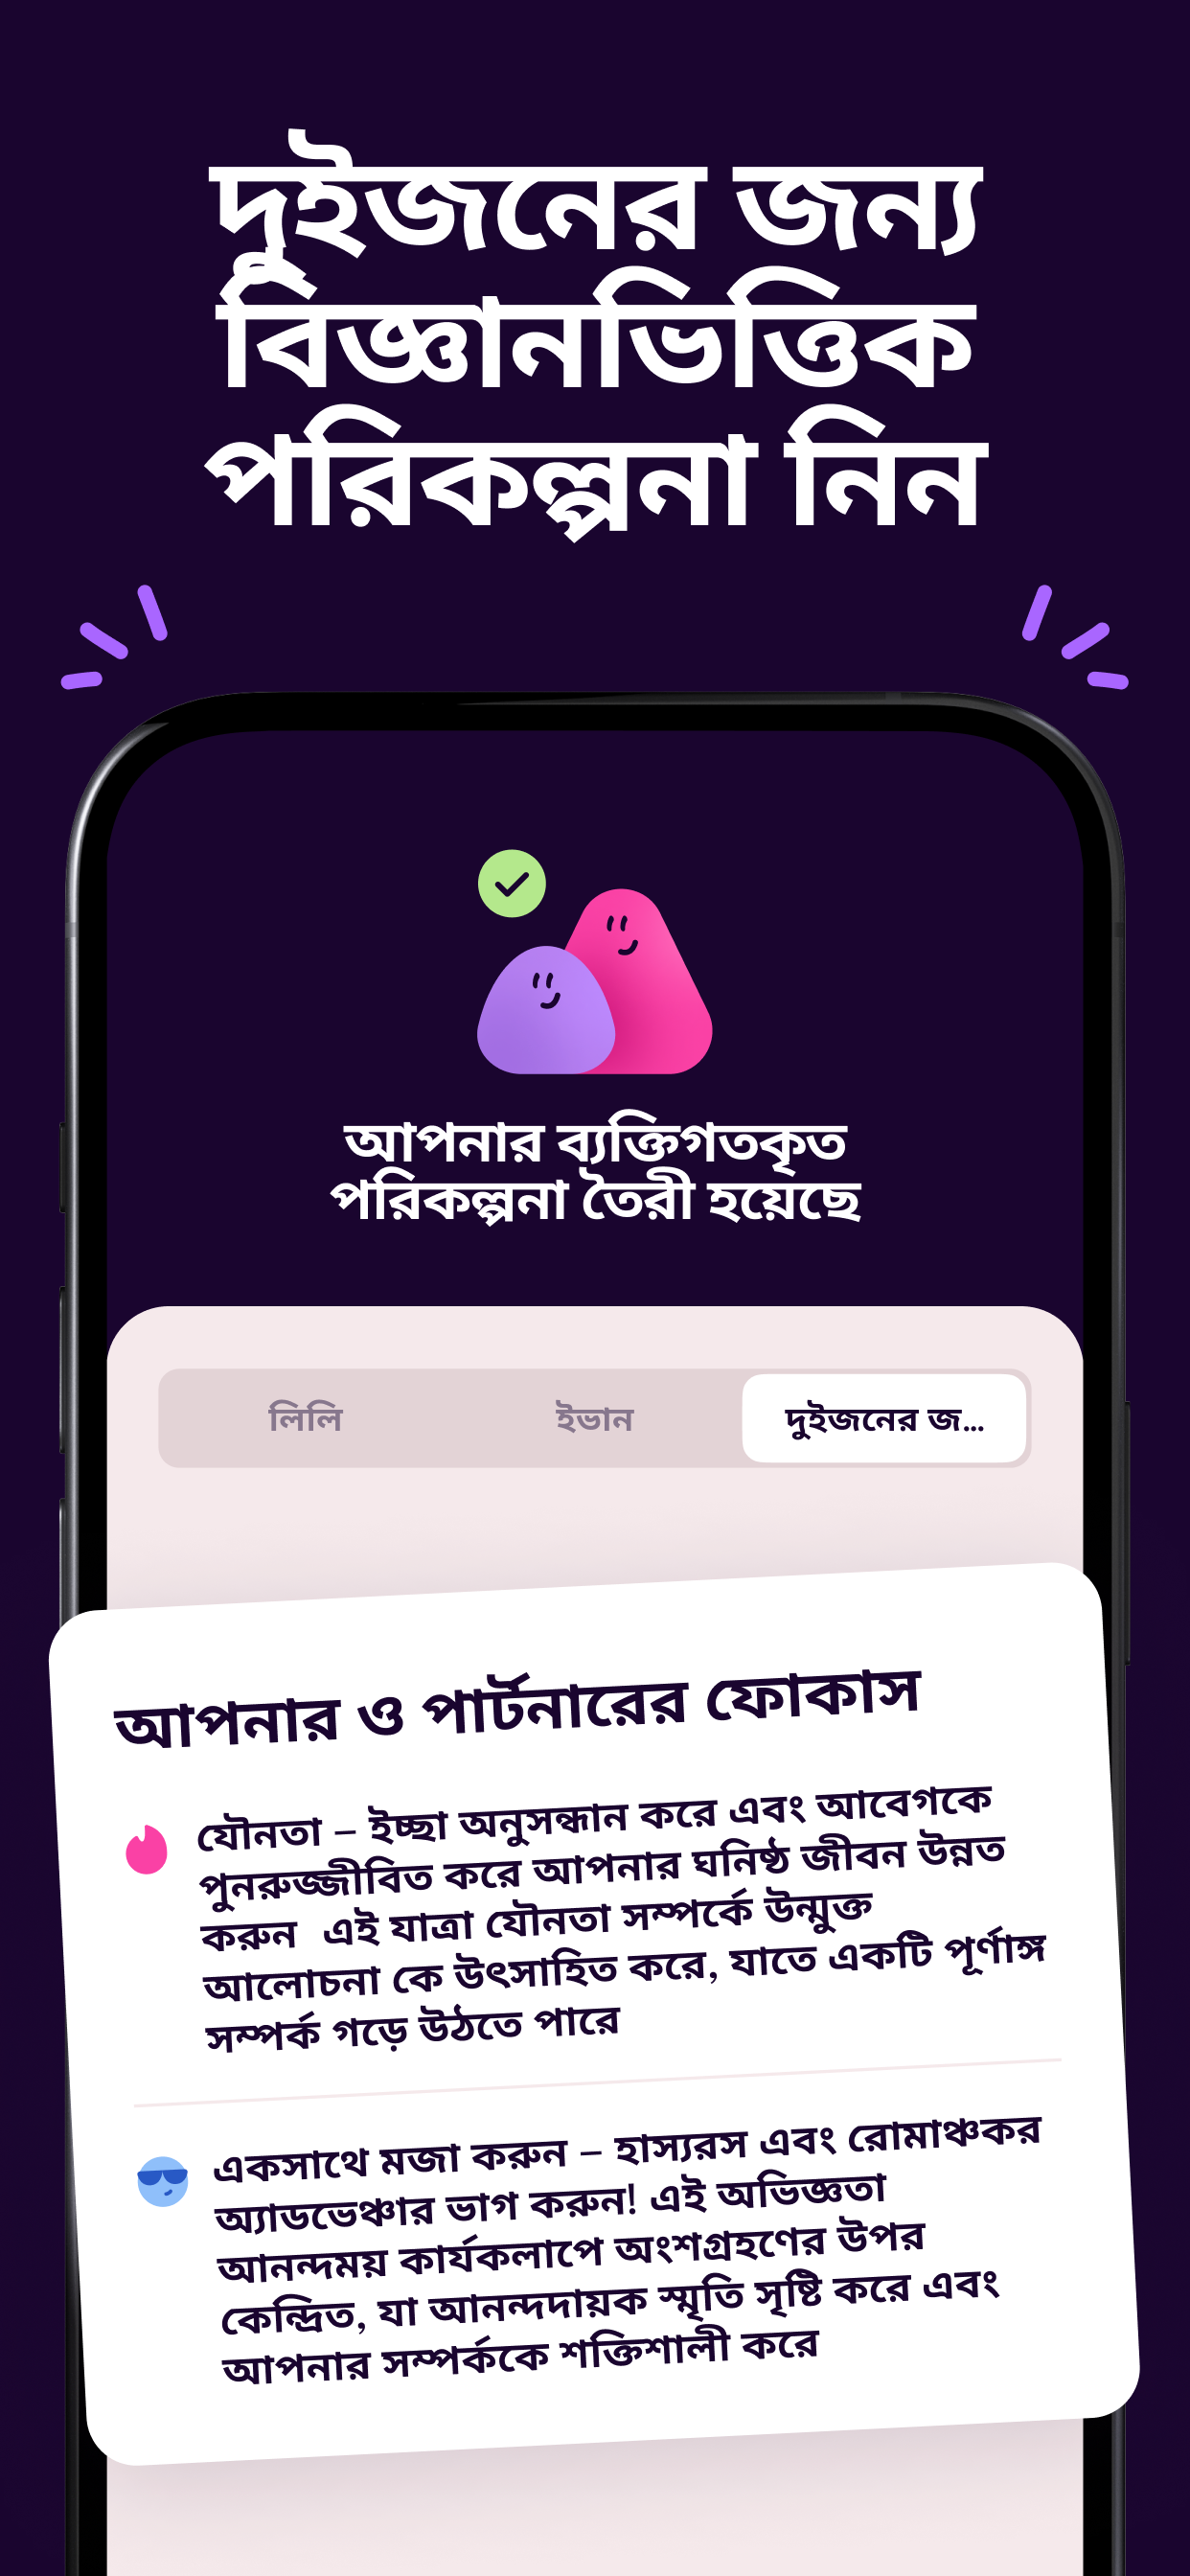 দুইজনের জন্য
বিজ্ঞানভিত্তিক
পরিকল্পনা নিন
আপনার ব্যক্তিগতকৃত
পরিকল্পনা তৈরী হয়েছে
লিলি
ইভান
দুইজনের জ...
আপনার ও পার্টনারের ফোকাস
যৌনতা – ইচ্ছা অনুসন্ধান করে এবং আবেগকে
পুনরুজ্জীবিত করে আপনার ঘনিষ্ঠ জীবন উন্নত
করুন এই যাত্রা যৌনতা সম্পর্কে উন্মুক্ত
আলোচনা কে উৎসাহিত করে, যাতে একটি পূর্ণাঙ্গ
সম্পর্ক গড়ে উঠতে পারে
একসাথে মজা করুন – হাস্যরস এবং রোমাঞ্চকর
অ্যাডভেঞ্চার ভাগ করুন! এই অভিজ্ঞতা
আনন্দময় কার্যকলাপে অংশগ্রহণের উপর
কেন্দ্রিত, যা আনন্দদায়ক স্মৃতি সৃষ্টি করে এবং
আপনার সম্পর্ককে শক্তিশালী করে